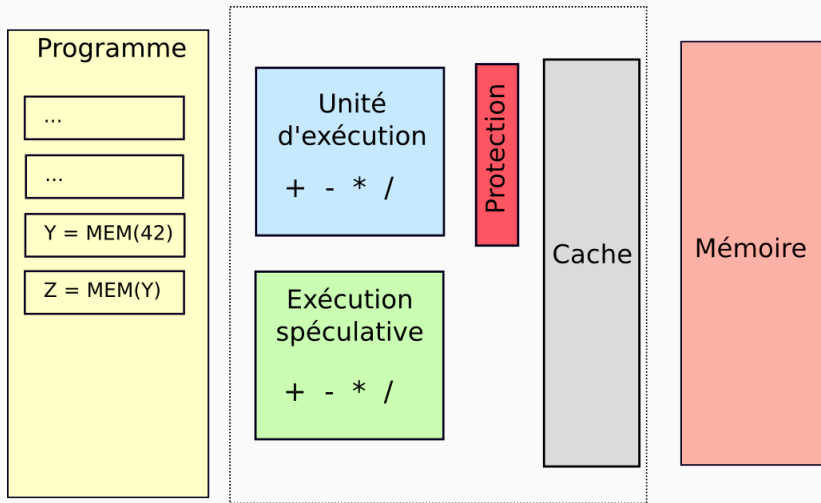 Programme
...
...
Y = MEM(42)
Z = MEM(Y)
Unité
d'exécution
+ - * /
Exécution
spéculative
+ - * /
Protection
Cache
Mémoire